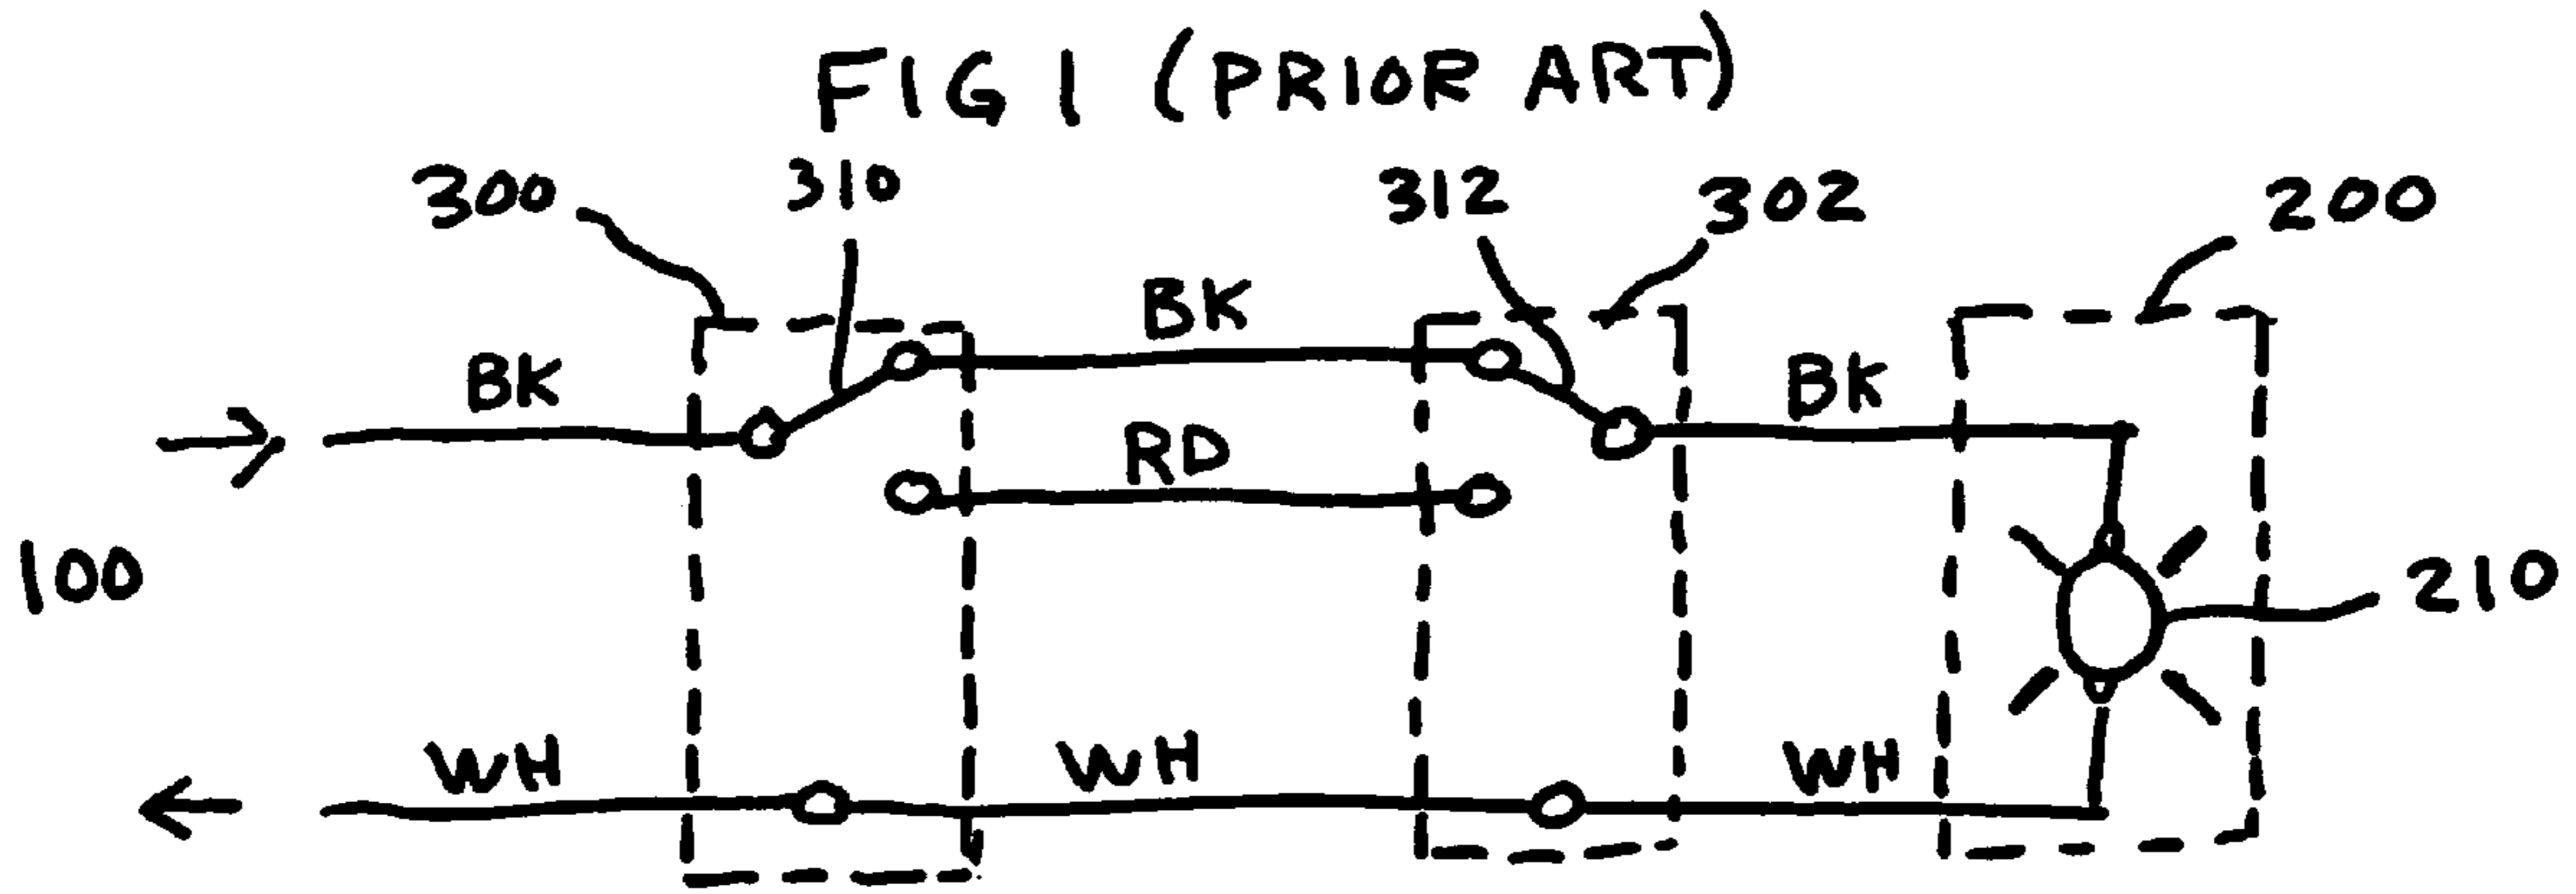 FIG 1 (PRIOR ART)
300 310 312 302 200
BK
BK BK
RD
100 210
WH WH WH